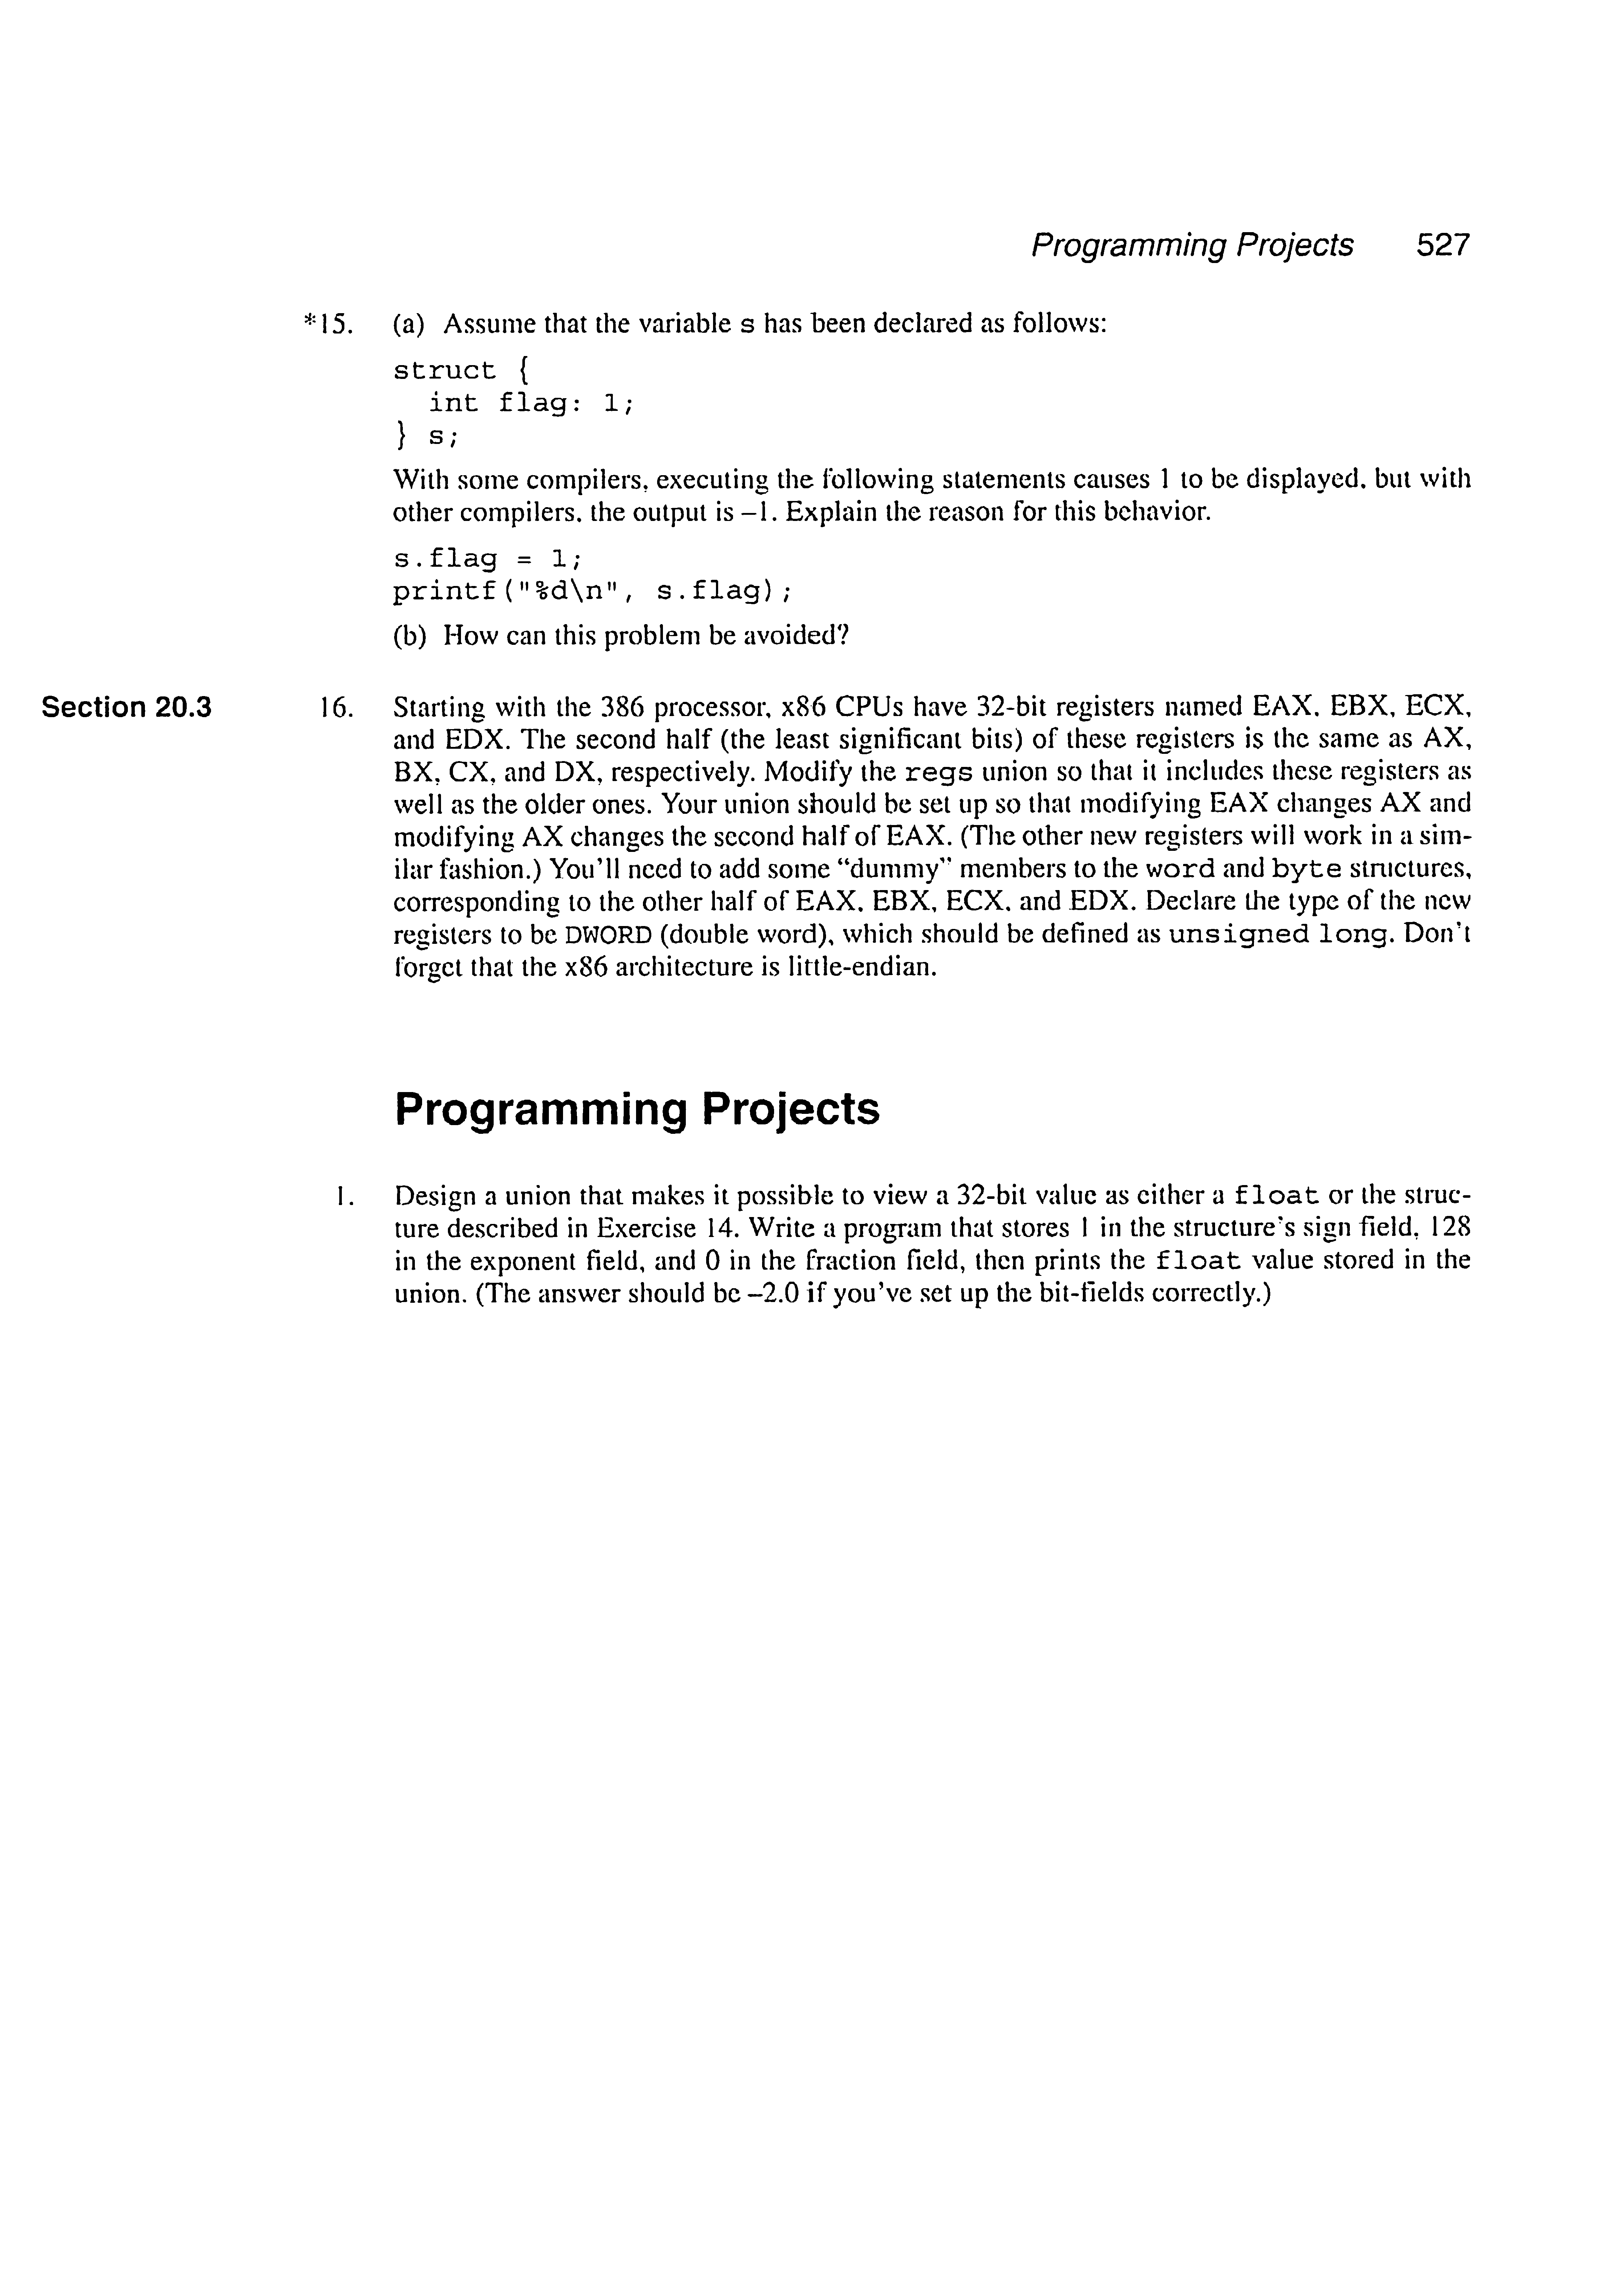 Programming Projects 527
*15. (a) Assume that the variable s has been declared as follows:
struct {
  int flag: 1;
} s;
With some compilers, executing the following statements causes 1 to be displayed, but with
other compilers, the output is –1. Explain the reason for this behavior.
s.flag = 1;
printf("%d\n", s.flag);
(b) How can this problem be avoided?
Section 20.3 16. Starting with the 386 processor, x86 CPUs have 32-bit registers named EAX, EBX, ECX,
and EDX. The second half (the least significant bits) of these registers is the same as AX,
BX, CX, and DX, respectively. Modify the regs union so that it includes these registers as
well as the older ones. Your union should be set up so that modifying EAX changes AX and
modifying AX changes the second half of EAX. (The other new registers will work in a sim-
ilar fashion.) You'll need to add some “dummy” members to the word and byte structures,
corresponding to the other half of EAX, EBX, ECX, and EDX. Declare the type of the new
registers to be DWORD (double word), which should be defined as unsigned long. Don't
forget that the x86 architecture is little-endian.
Programming Projects
1. Design a union that makes it possible to view a 32-bit value as either a float or the struc-
ture described in Exercise 14. Write a program that stores 1 in the structure's sign field, 128
in the exponent field, and 0 in the fraction field, then prints the float value stored in the
union. (The answer should be –2.0 if you've set up the bit-fields correctly.)